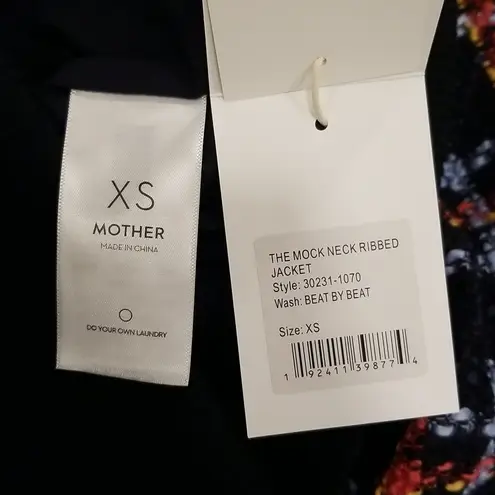 XS
MOTHER
MADE IN CHINA
DO YOUR OWN LAUNDRY
THE MOCK NECK RIBBED
JACKET
Style: 30231-1070
Wash: BEAT BY BEAT
Size: XS
1 92411 39877 4